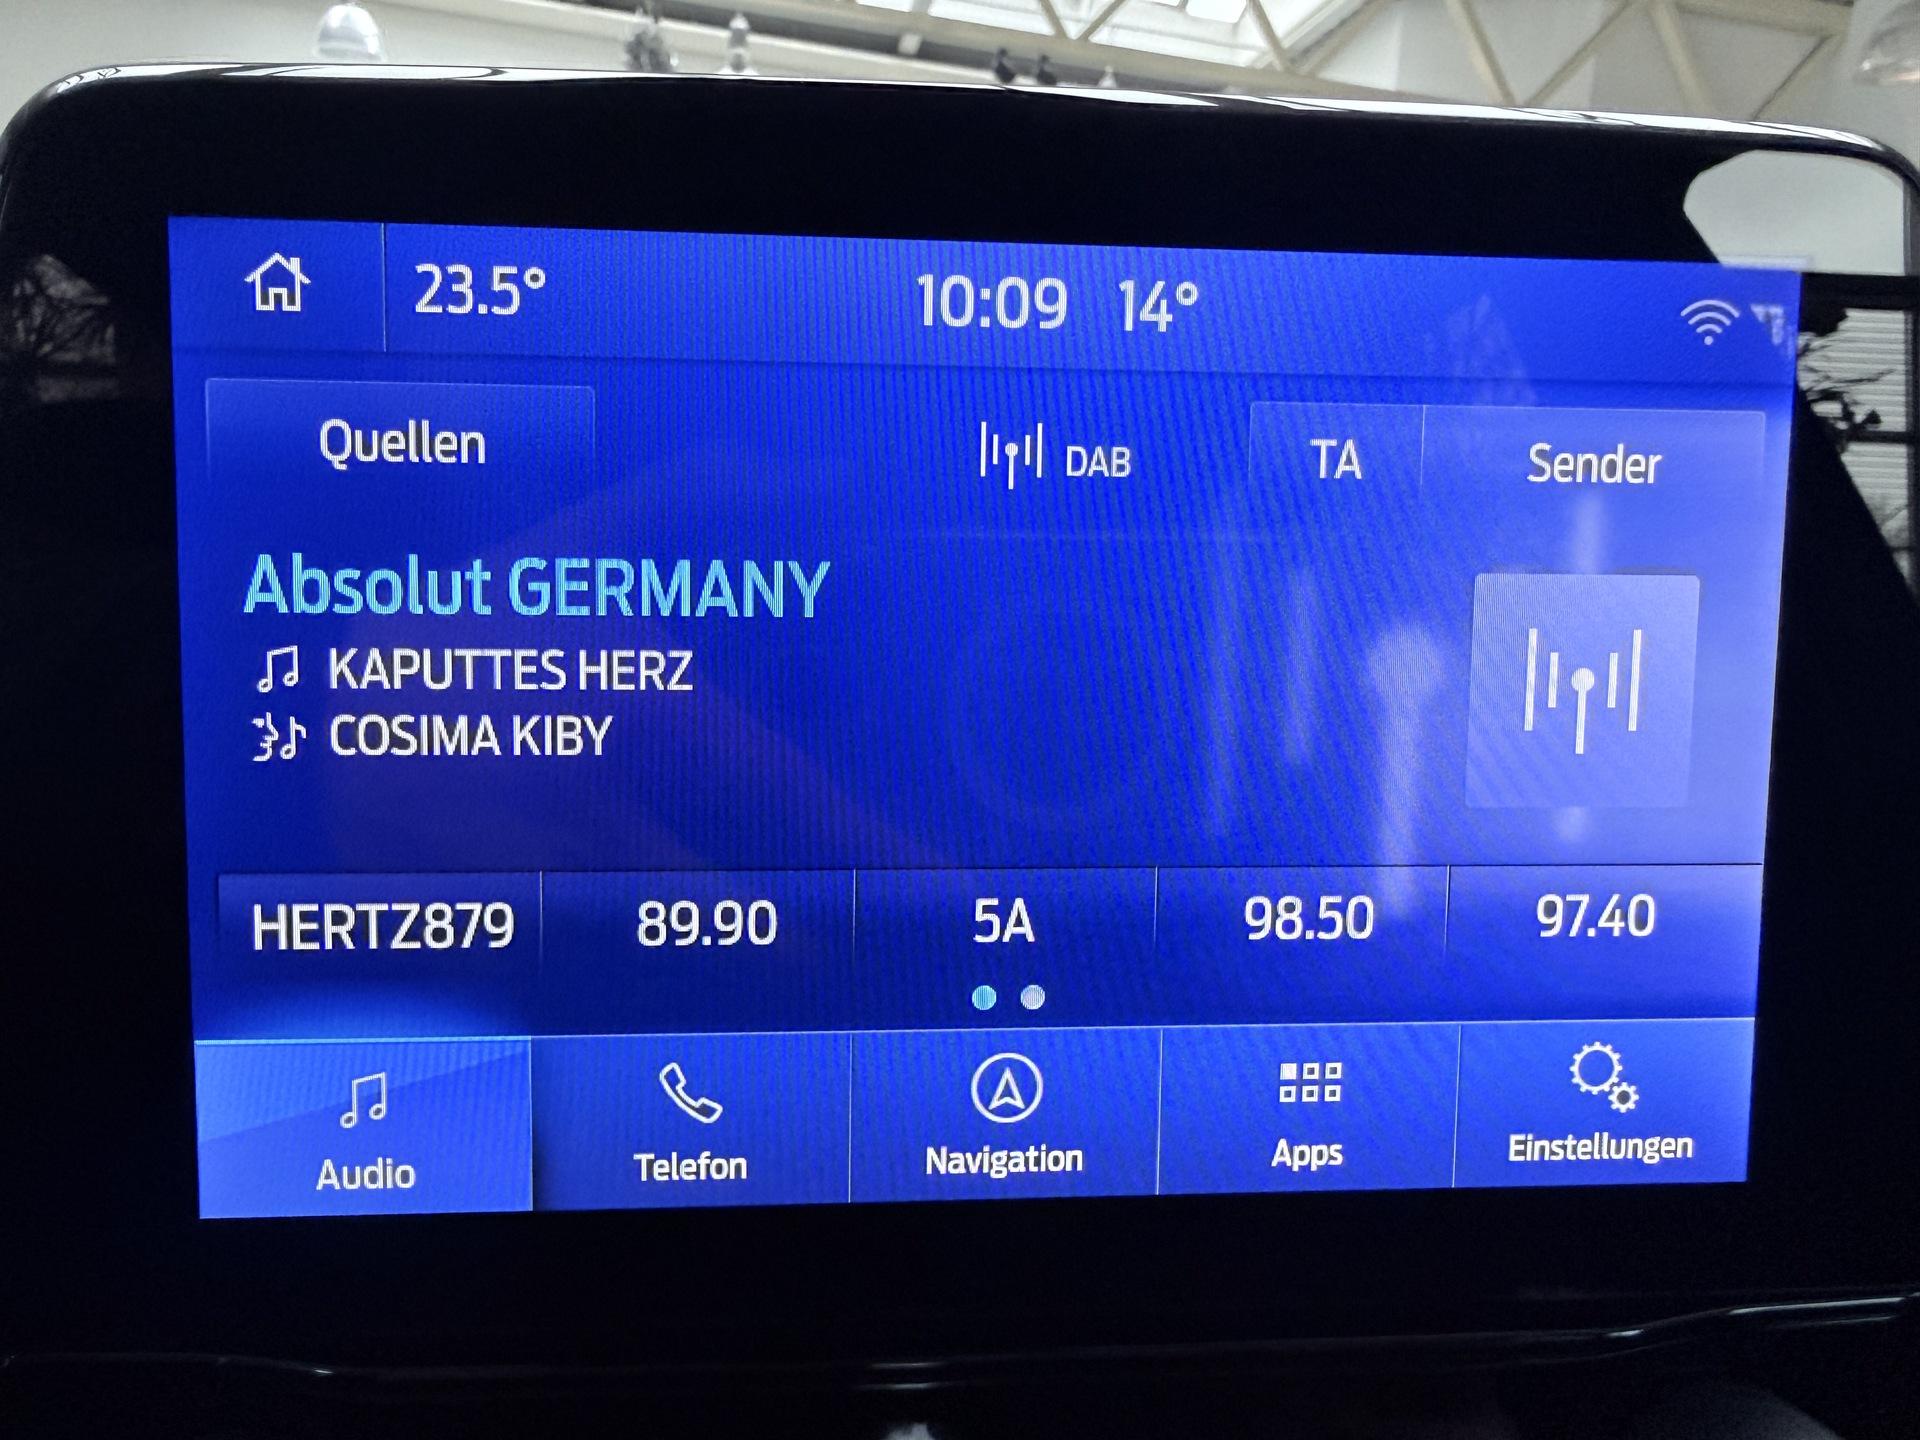 23.5° 10:09 14°
Quellen DAB TA Sender
Absolut GERMANY
KAPUTTES HERZ
COSIMA KIBY
HERTZ879 89.90 5A 98.50 97.40
Audio Telefon Navigation Apps Einstellungen